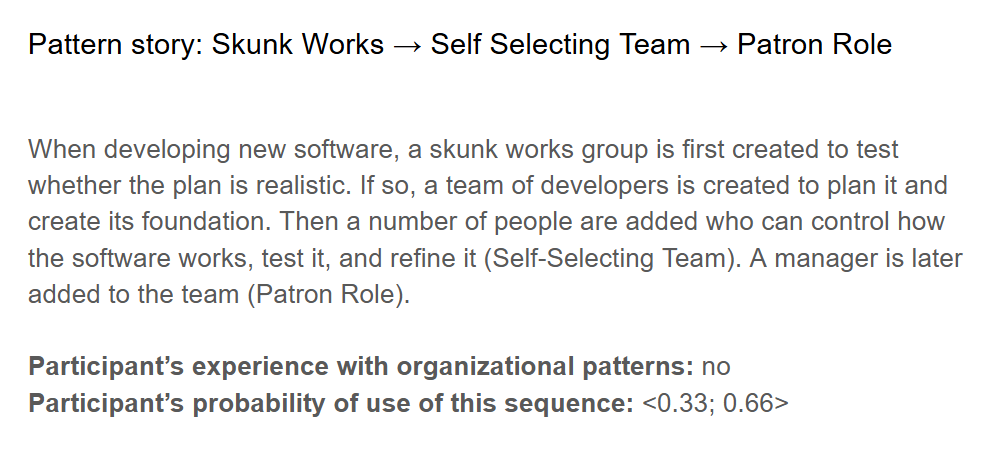 Pattern story: Skunk Works → Self Selecting Team → Patron Role
When developing new software, a skunk works group is first created to test
whether the plan is realistic. If so, a team of developers is created to plan it and
create its foundation. Then a number of people are added who can control how
the software works, test it, and refine it (Self-Selecting Team). A manager is later
added to the team (Patron Role).
Participant’s experience with organizational patterns: no
Participant’s probability of use of this sequence: <0.33; 0.66>